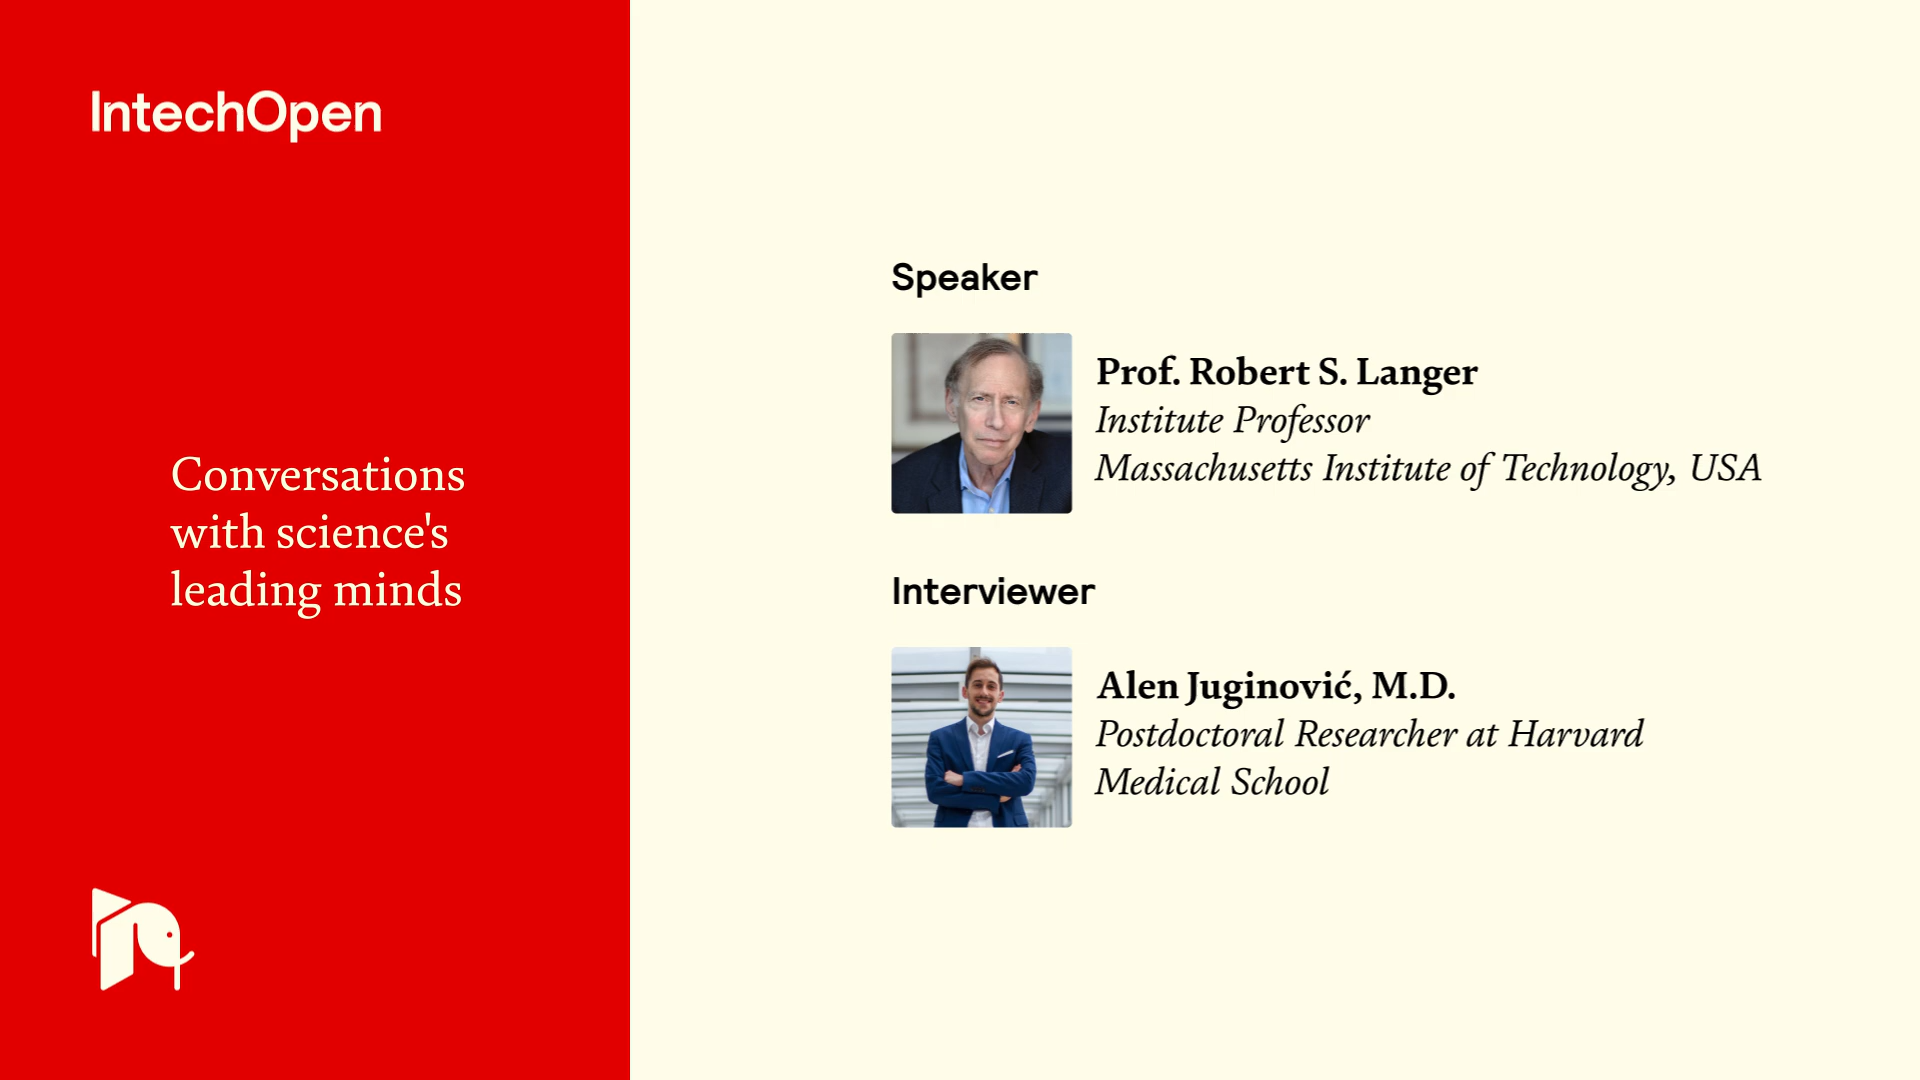 IntechOpen
Conversations
with science's
leading minds
Speaker
Prof. Robert S. Langer
Institute Professor
Massachusetts Institute of Technology, USA
Interviewer
Alen Juginović, M.D.
Postdoctoral Researcher at Harvard
Medical School